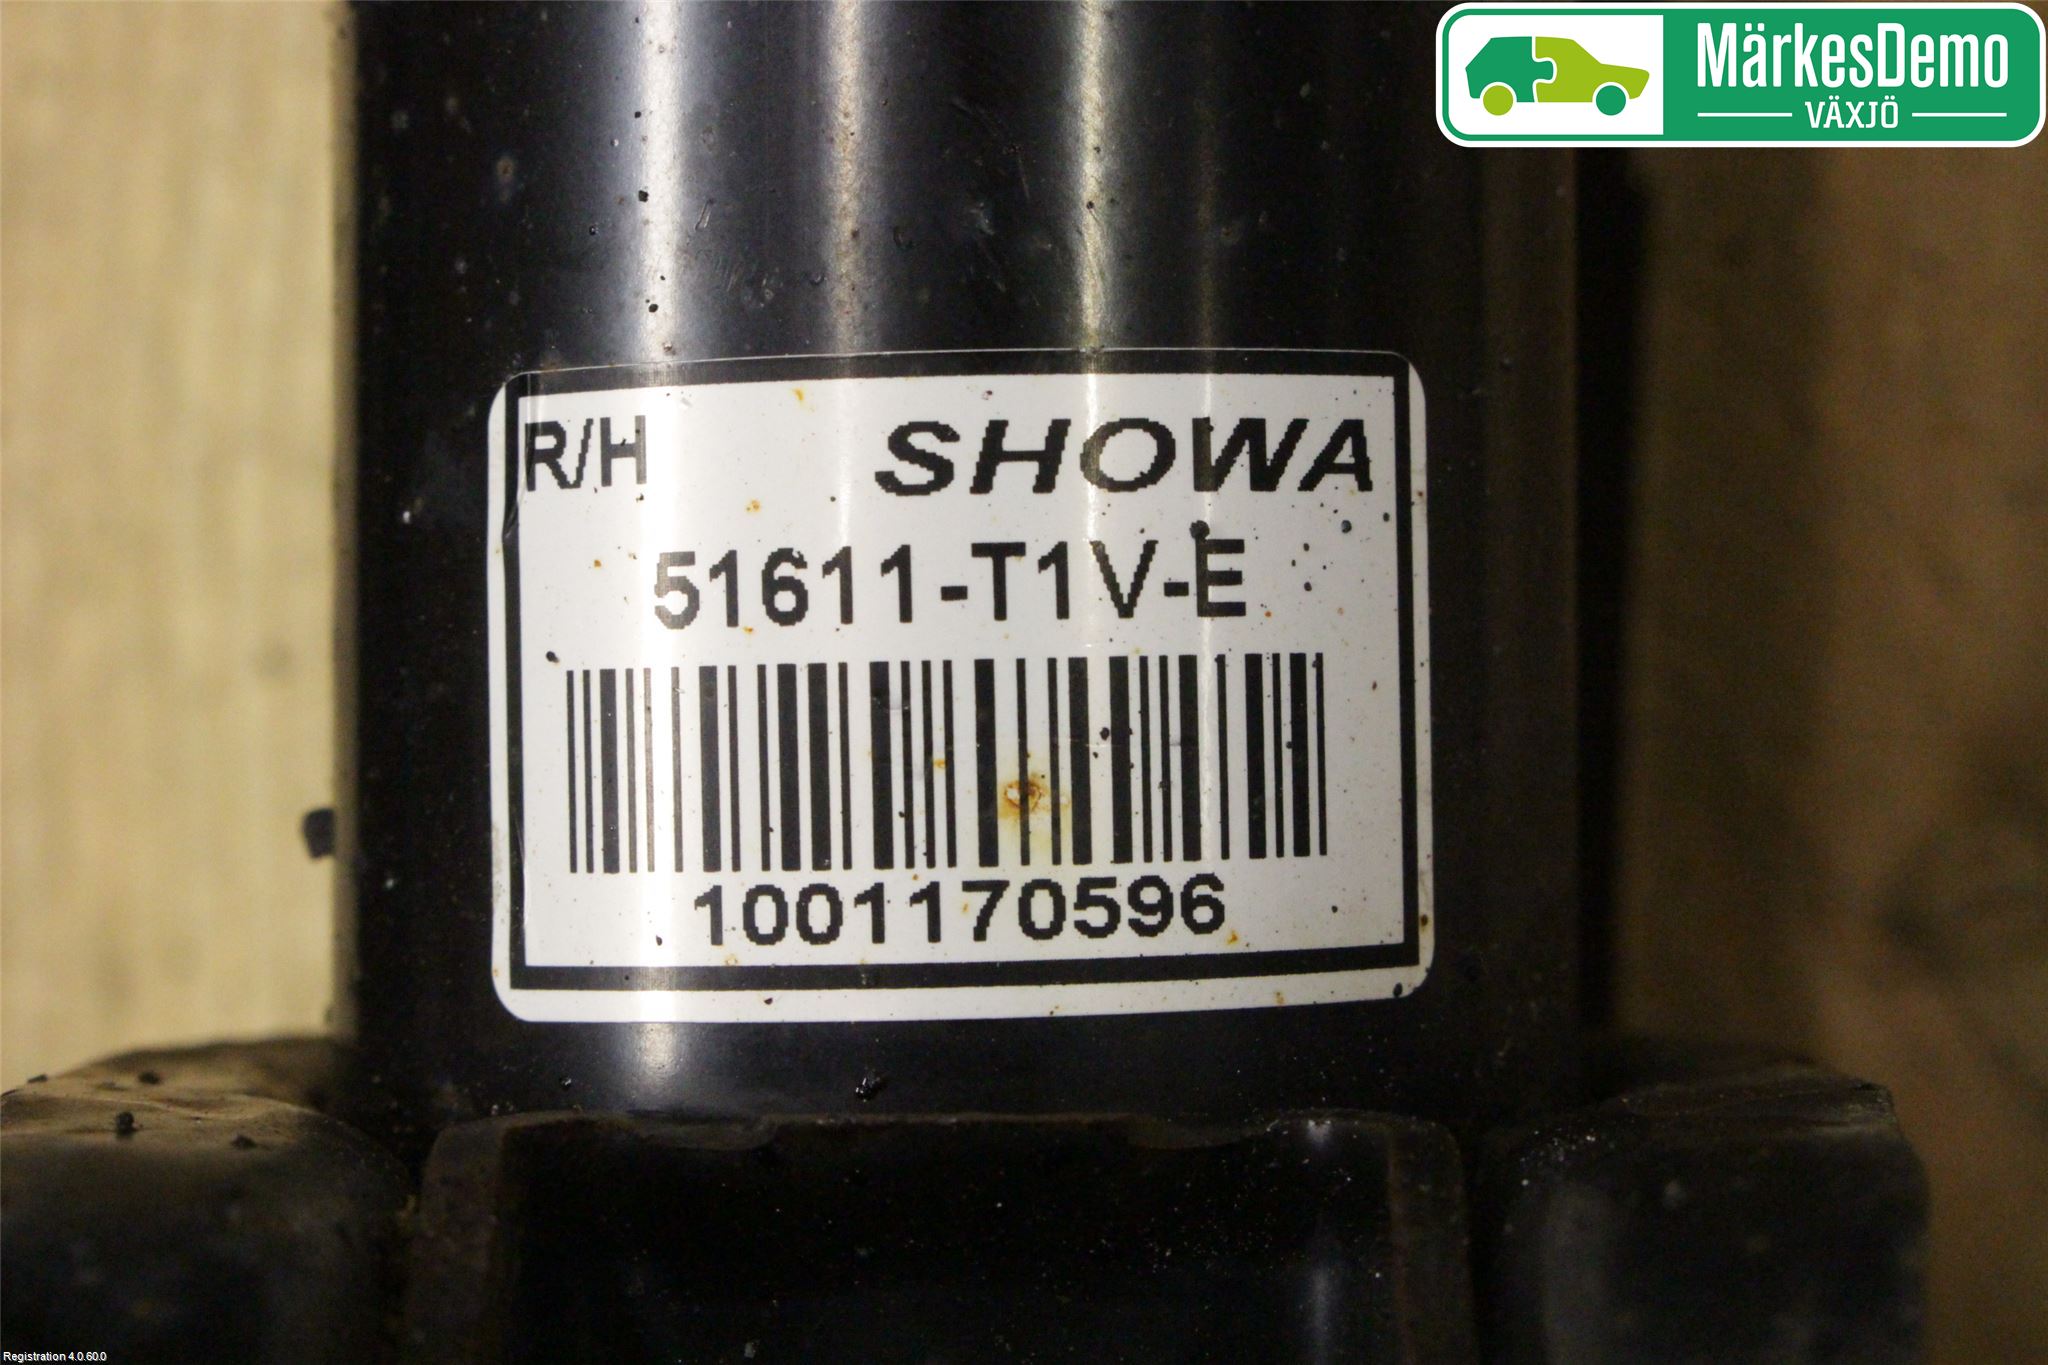 MärkesDemo
VÄXJÖ
R/H SHOWA
51611-T1V-E
1001170596
Registration 4.0.60.0